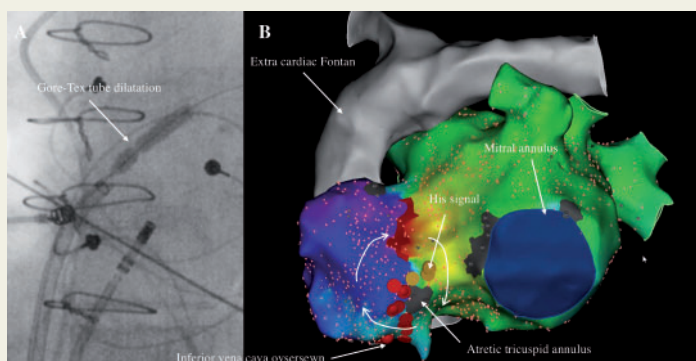 A
Gore-Tex tube dilatation
B
Extra cardiac Fontan
Mitral annulus
His signal
Inferior vena cava oversewn
Atretic tricuspid annulus